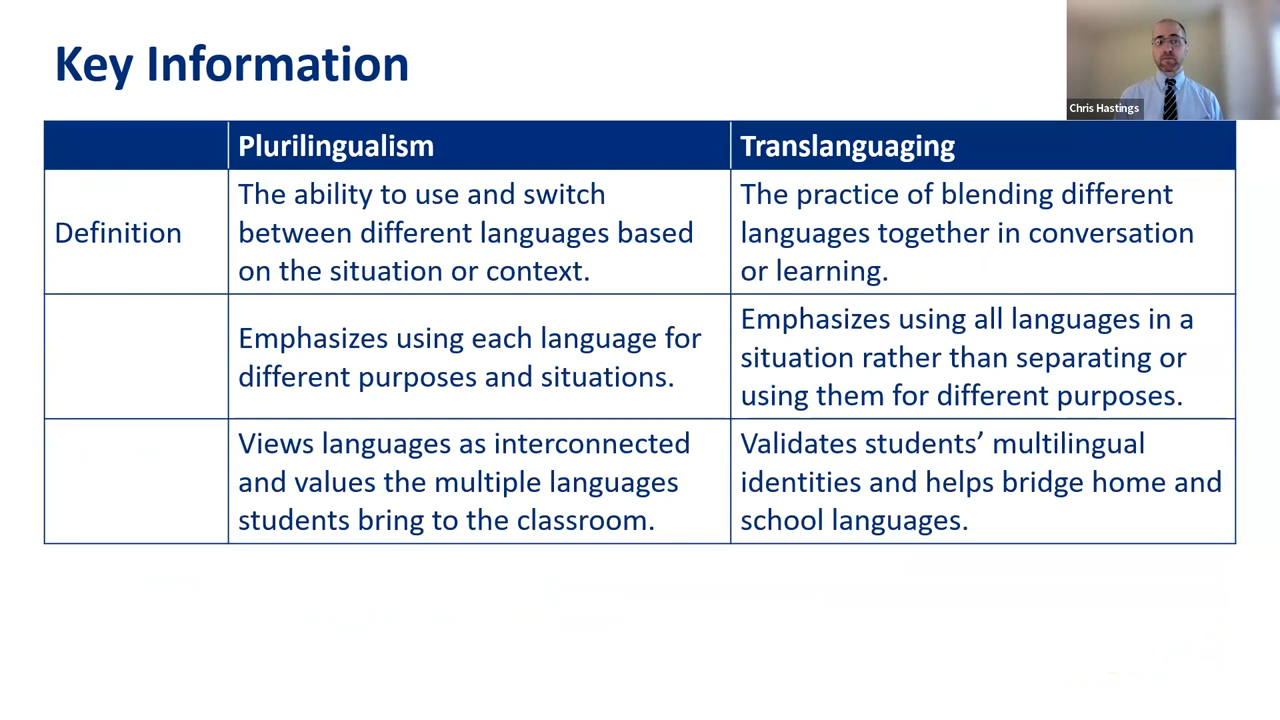 Key Information
Chris Hastings
Plurilingualism
Translanguaging
Definition
The ability to use and switch
between different languages based
on the situation or context.
The practice of blending different
languages together in conversation
or learning.
Emphasizes using each language for
different purposes and situations.
Emphasizes using all languages in a
situation rather than separating or
using them for different purposes.
Views languages as interconnected
and values the multiple languages
students bring to the classroom.
Validates students’ multilingual
identities and helps bridge home and
school languages.